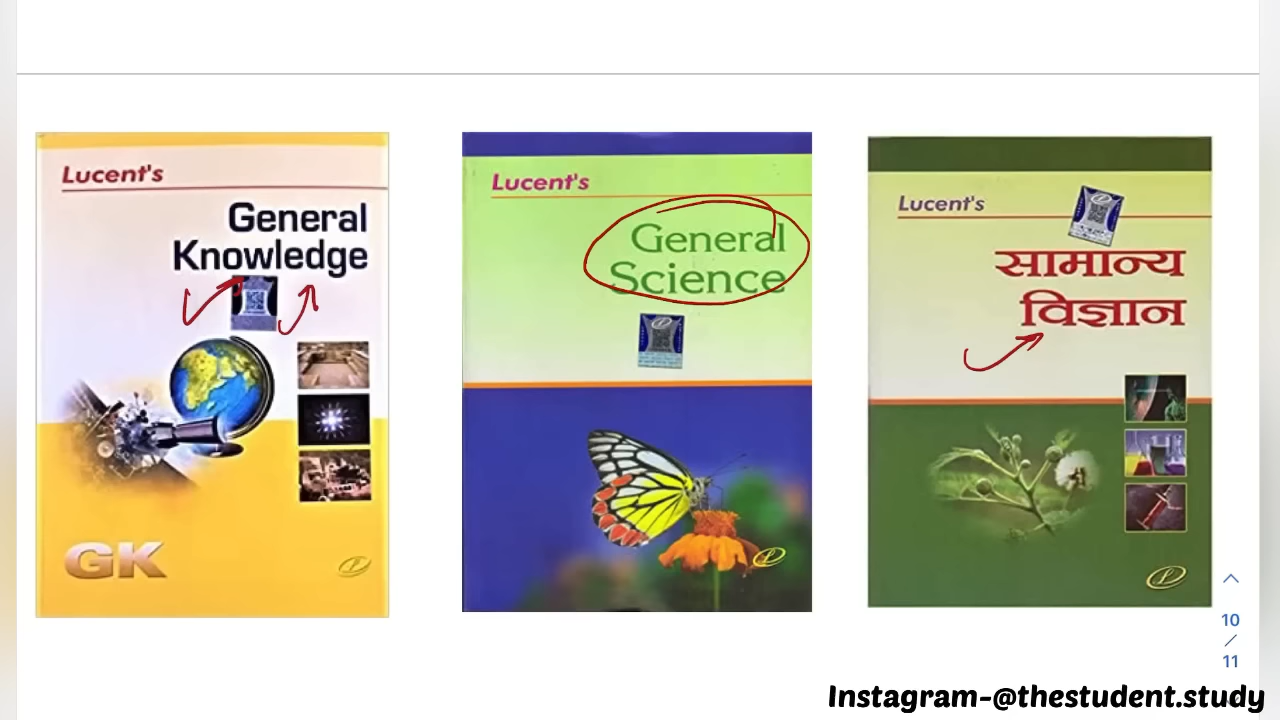 Lucent's
General
Knowledge
GK
Lucent's
General
Science
Lucent's
सामान्य
विज्ञान
10
/
11
Instagram-@thestudent.study